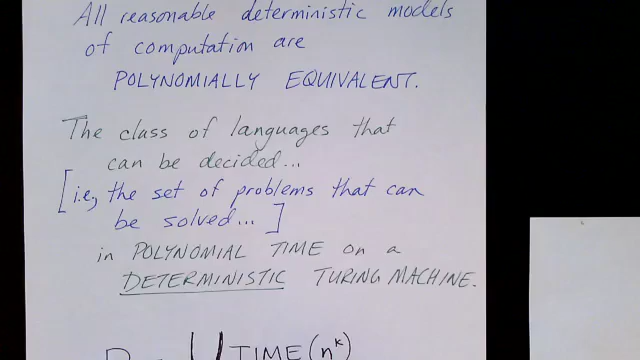 All reasonable deterministic models
of computation are
POLYNOMIALLY EQUIVALENT.
The class of languages that
can be decided...
[i.e., the set of problems that can
be solved...]
in POLYNOMIAL TIME on a
DETERMINISTIC TURING MACHINE.
TIME(n^k)